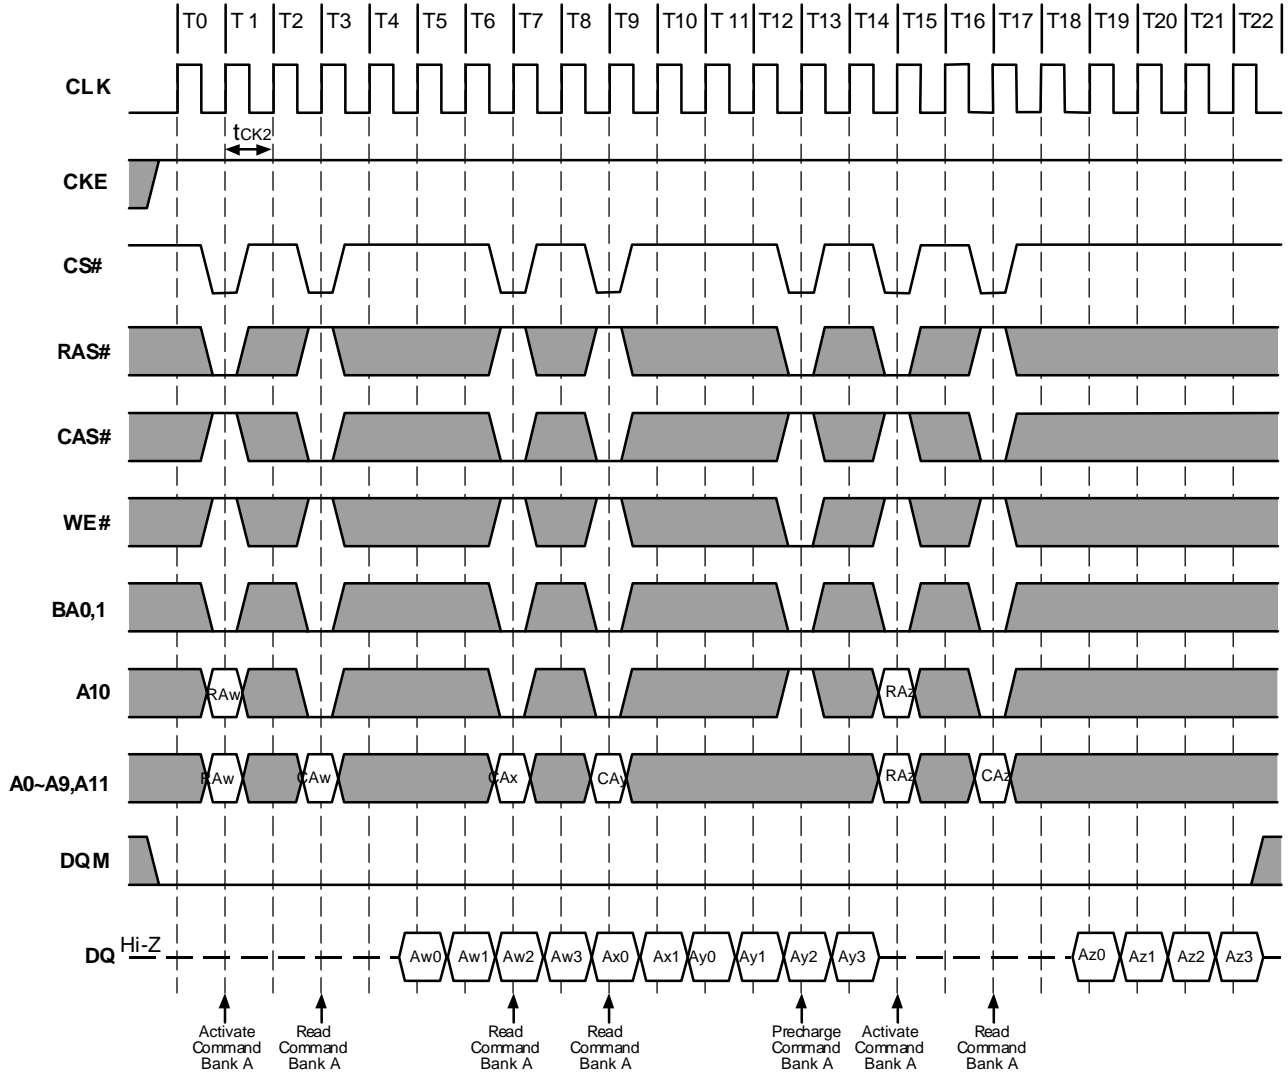 T0 T 1 T2 T3 T4 T5 T6 T7 T8 T9 T10 T 11 T12 T13 T14 T15 T16 T17 T18 T19 T20 T21 T22
CLK
tCK2
CKE
CS#
RAS#
CAS#
WE#
BA0,1
A10 RAw RAz
A0~A9,A11 RAw CAw CAx CAy RAz CAz
DQM
DQ Hi-Z Aw0 Aw1 Aw2 Aw3 Ax0 Ax1 Ay0 Ay1 Ay2 Ay3 Az0 Az1 Az2 Az3
Activate Read Read Read Precharge Activate Read
Command Command Command Command Command Command Command
Bank A Bank A Bank A Bank A Bank A Bank A Bank A